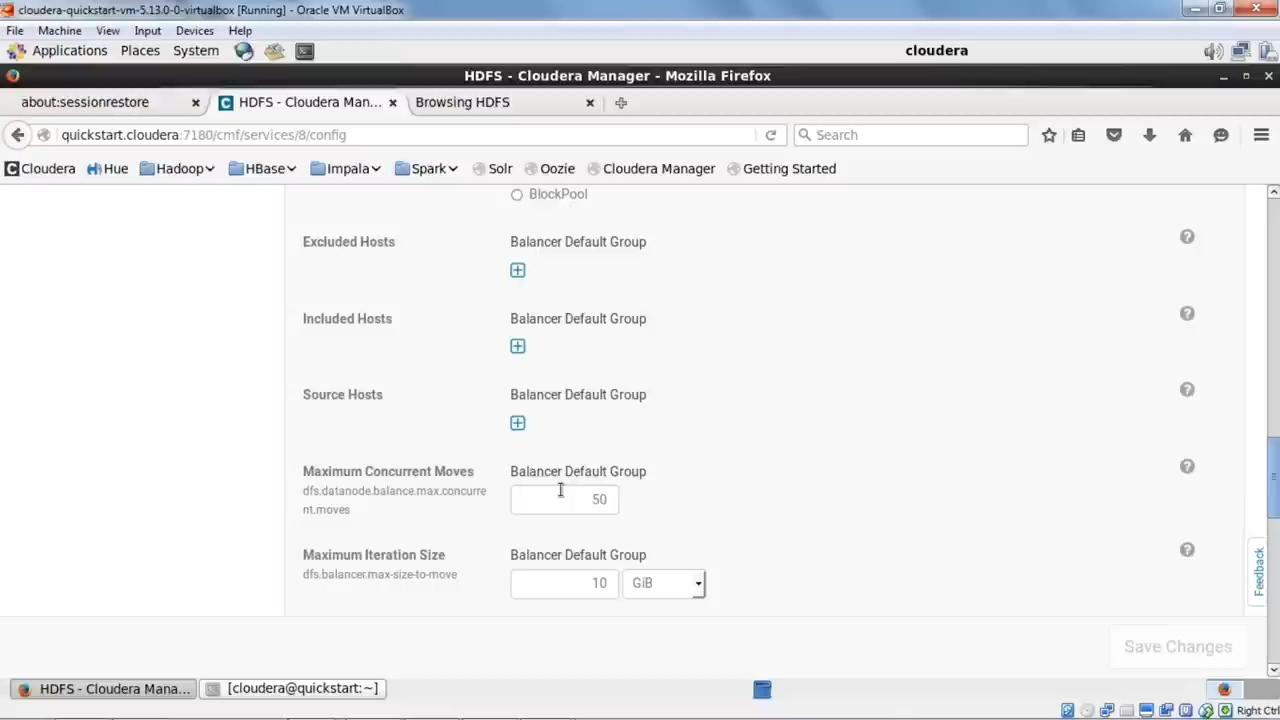 cloudera-quickstart-vm-5.13.0-0-virtualbox [Running] - Oracle VM VirtualBox
File Machine View Input Devices Help
Applications Places System cloudera
HDFS - Cloudera Manager - Mozilla Firefox
about:sessionrestore HDFS - Cloudera Man... Browsing HDFS
quickstart.cloudera:7180/cmf/services/8/config Search
Cloudera Hue Hadoop HBase Impala Spark Solr Oozie Cloudera Manager Getting Started
BlockPool
Excluded Hosts Balancer Default Group
Included Hosts Balancer Default Group
Source Hosts Balancer Default Group
Maximum Concurrent Moves Balancer Default Group
dfs.datanode.balance.max.concurre
nt.moves
50
Maximum Iteration Size Balancer Default Group
dfs.balancer.max-size-to-move
10 GiB
Feedback
Save Changes
HDFS - Cloudera Mana... [cloudera@quickstart:~]
Right Ctrl